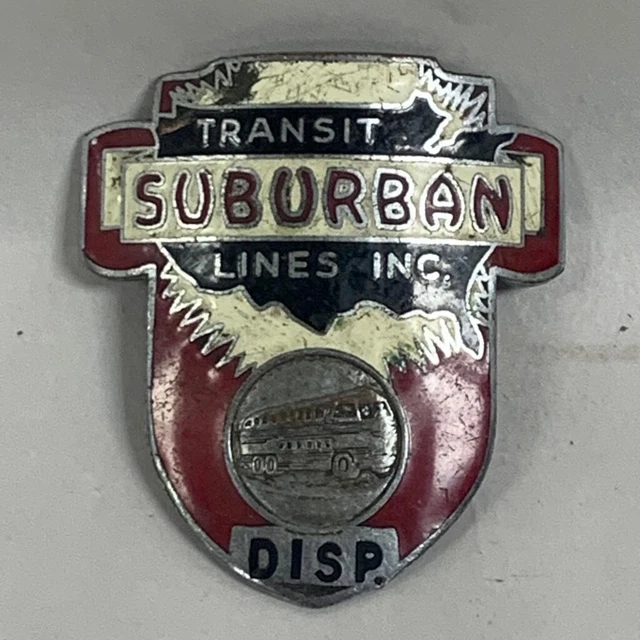 TRANSIT
SUBURBAN
LINES INC.
DISP.